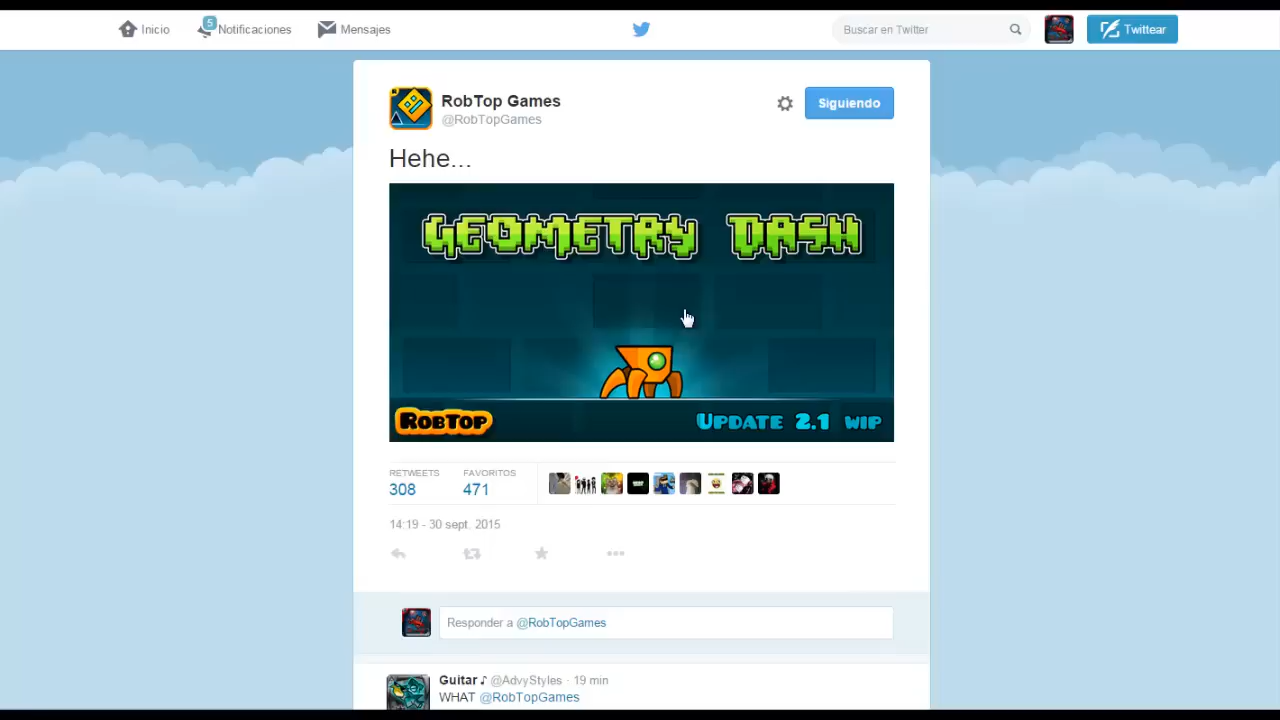 Inicio
5
Notificaciones
Mensajes
Buscar en Twitter
Twittear
RobTop Games
@RobTopGames
Siguiendo
Hehe...
GEOMETRY DASH
RobTop
Update 2.1 wip
RETWEETS
308
FAVORITOS
471
14:19 - 30 sept. 2015
Responder a @RobTopGames
Guitar ♪ @AdvyStyles · 19 min
WHAT @RobTopGames